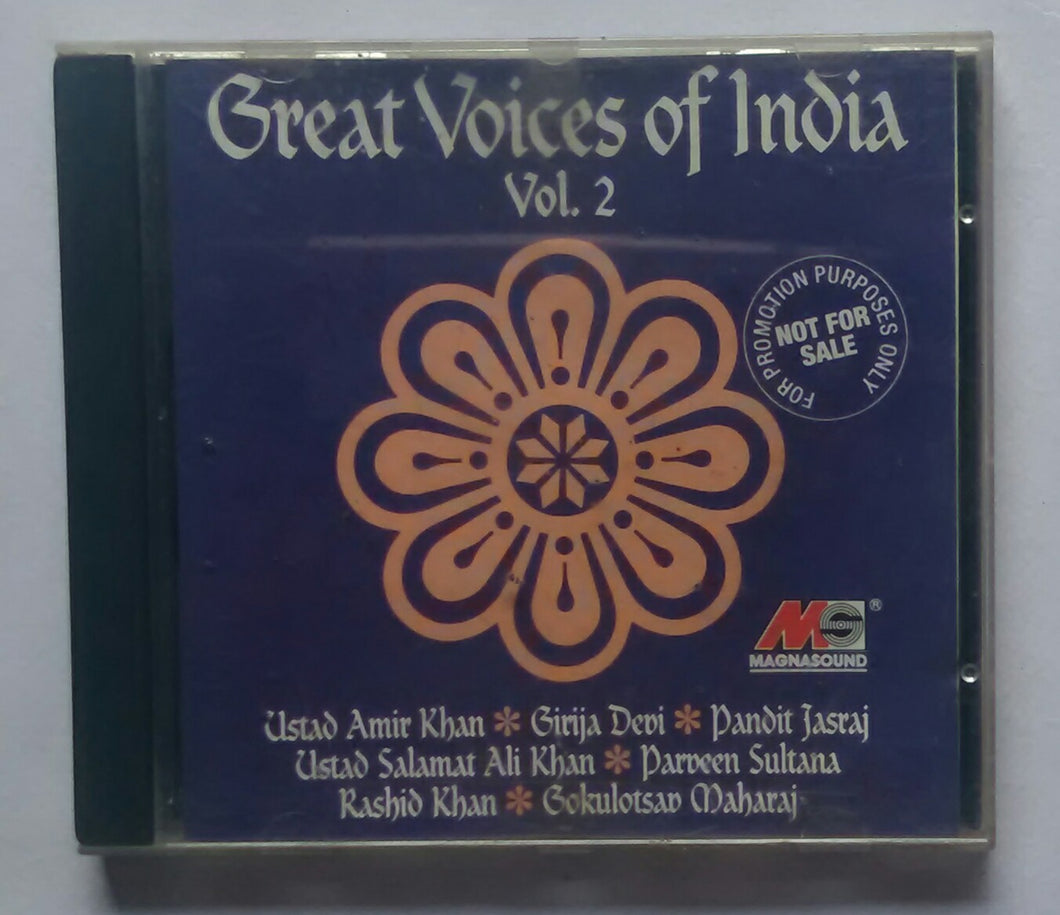 Great Voices of India
Vol. 2
FOR PROMOTION PURPOSES ONLY
NOT FOR
SALE
MAGNASOUND
®
Ustad Amir Khan * Girija Devi * Pandit Jasraj
Ustad Salamat Ali Khan * Parveen Sultana
Rashid Khan * Gokulotsav Maharaj